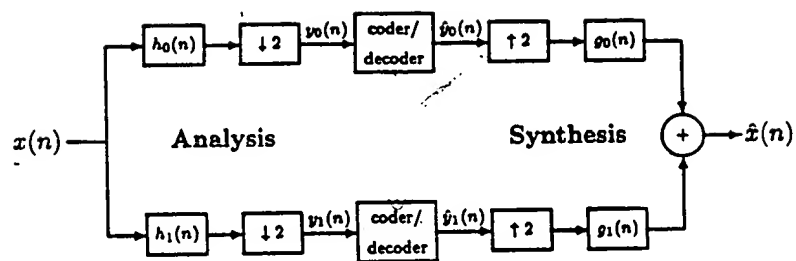 h₀(n) ↓2 y₀(n) coder/ decoder ŷ₀(n) ↑2 g₀(n)
x(n) Analysis Synthesis + x̂(n)
h₁(n) ↓2 y₁(n) coder/. decoder ŷ₁(n) ↑2 g₁(n)